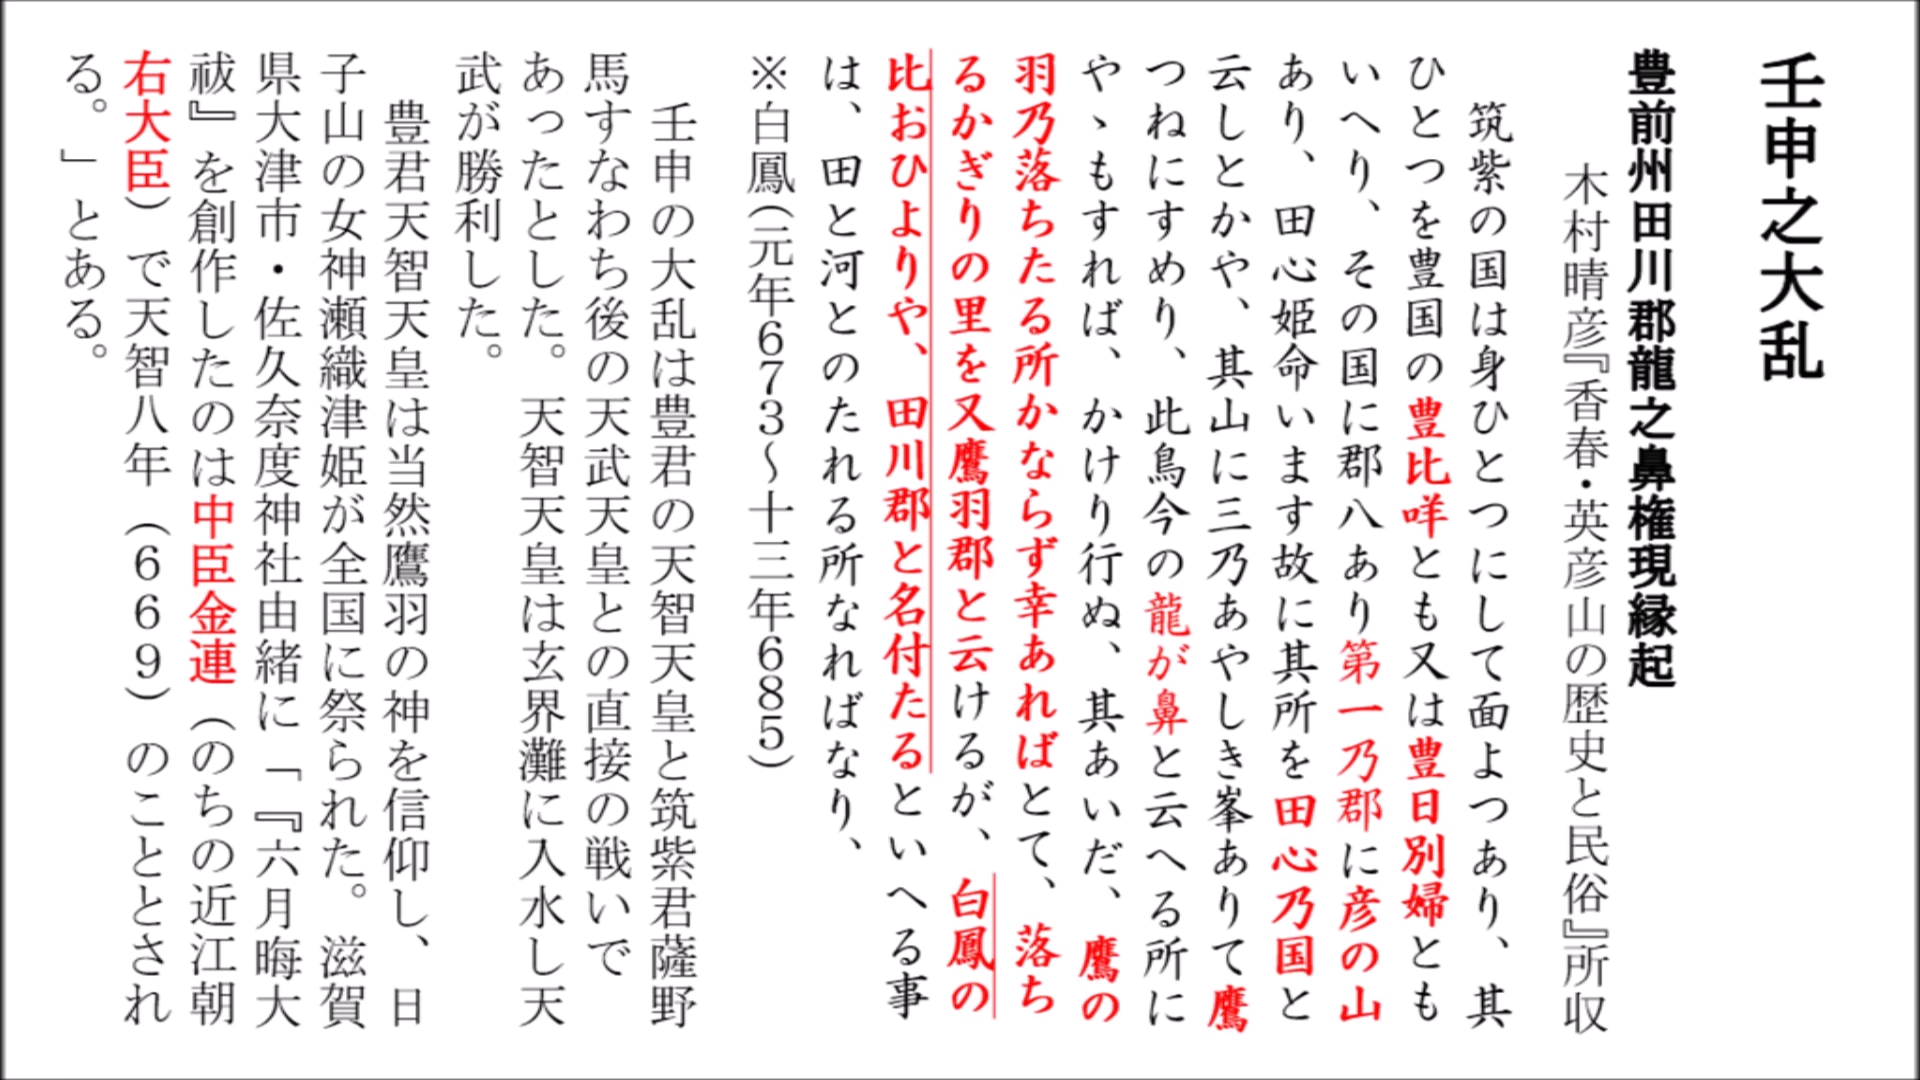 壬申之大乱
豊前州田川郡龍之鼻権現縁起
木村晴彦『香春・英彦山の歴史と民俗』所収
筑紫の国は身ひとつにして面よつあり、其
ひとつを豊国の豊比咩とも又は豊日別婦とも
いへり、その国に郡八あり第一乃郡に彦の山
あり、田心姫命います故に其所を田心乃国と
云しとかや、其山に三乃あやしき峯ありて鷹
つねにすめり、此鳥今の龍が鼻と云へる所に
やゝもすれば、かけり行ぬ、其あいだ、鷹の
羽乃落ちたる所かならず幸あればとて、落ち
るかぎりの里を又鷹羽郡と云けるが、白鳳の
比おひよりや、田川郡と名付たるといへる事
は、田と河とのたれる所なればなり、
※白鳳（元年673～十三年685）
壬申の大乱は豊君の天智天皇と筑紫君薩野
馬すなわち後の天武天皇との直接の戦いで
あったとした。天智天皇は玄界灘に入水し天
武が勝利した。
豊君天智天皇は当然鷹羽の神を信仰し、日
子山の女神瀬織津姫が全国に祭られた。滋賀
県大津市・佐久奈度神社由緒に「『六月晦大
祓』を創作したのは中臣金連（のちの近江朝
右大臣）で天智八年（669）のこととされ
る。」とある。